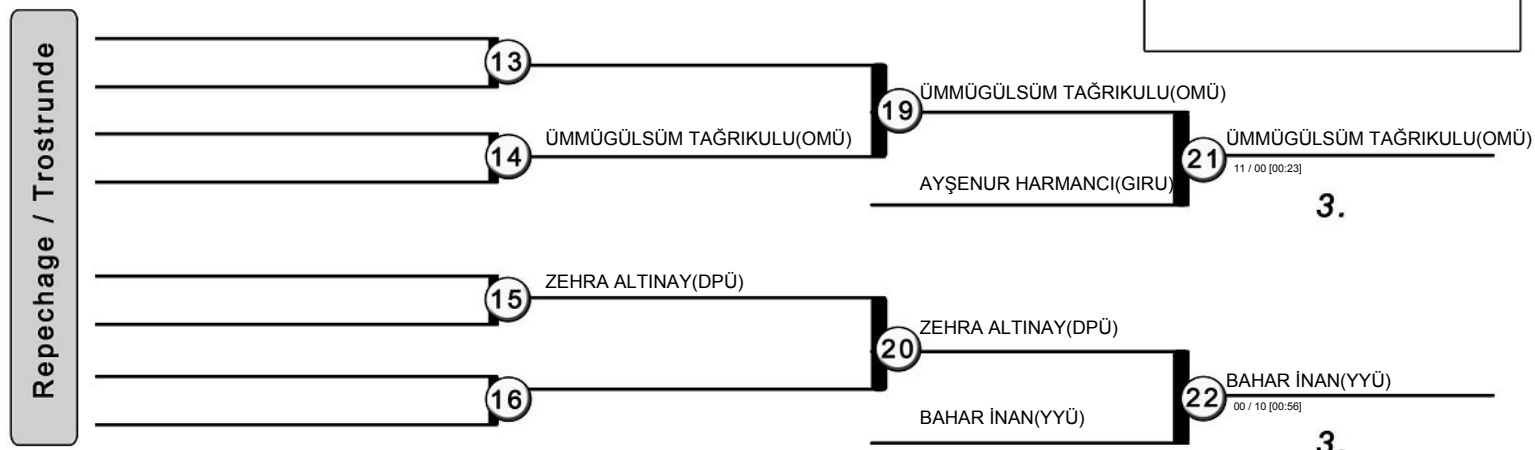 Repechage / Trostrunde
13
14
ÜMMÜGÜLSÜM TAĞRIKULU(OMÜ)
19
ÜMMÜGÜLSÜM TAĞRIKULU(OMÜ)
AYŞENUR HARMANCI(GIRU)
21
ÜMMÜGÜLSÜM TAĞRIKULU(OMÜ)
11 / 00 [00:23]
3.
15
ZEHRA ALTINAY(DPÜ)
16
20
ZEHRA ALTINAY(DPÜ)
BAHAR İNAN(YYÜ)
22
BAHAR İNAN(YYÜ)
00 / 10 [00:56]
3.